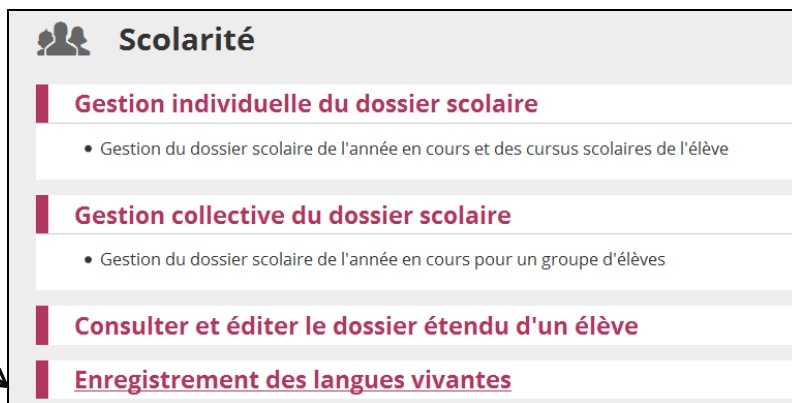 Scolarité
Gestion individuelle du dossier scolaire
• Gestion du dossier scolaire de l'année en cours et des cursus scolaires de l'élève
Gestion collective du dossier scolaire
• Gestion du dossier scolaire de l'année en cours pour un groupe d'élèves
Consulter et éditer le dossier étendu d'un élève
Enregistrement des langues vivantes